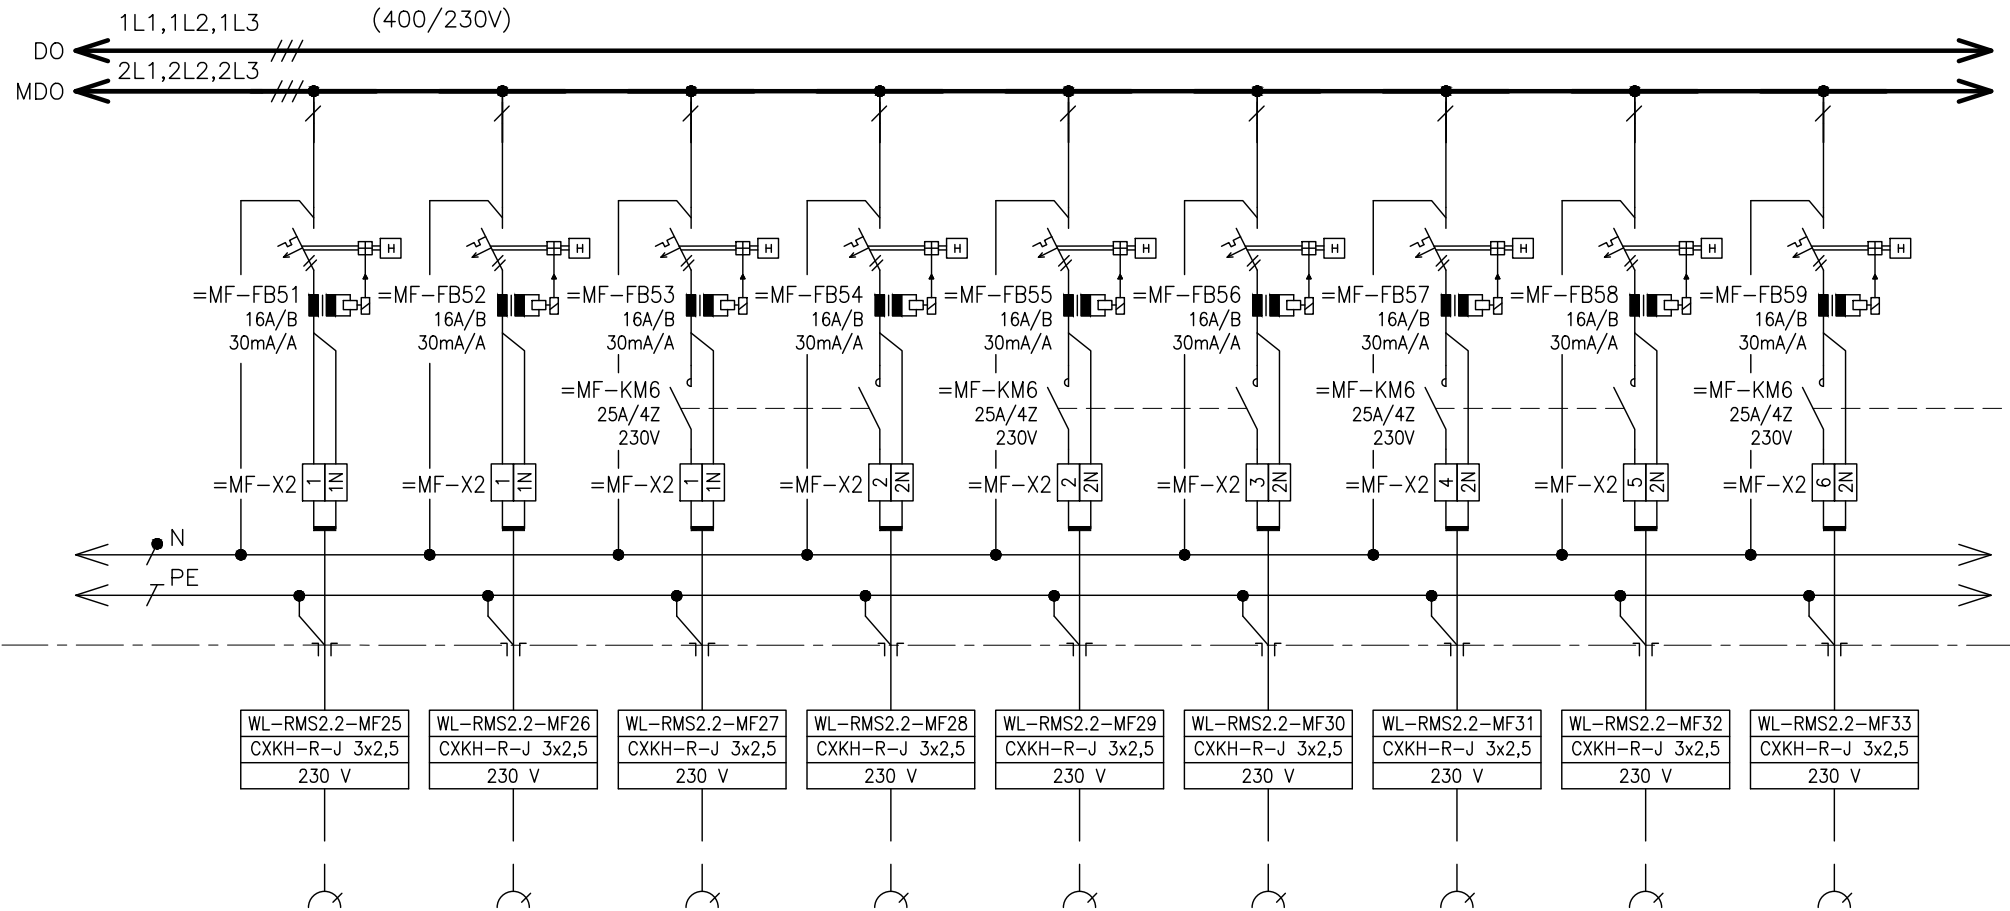 1L1,1L2,1L3 (400/230V)
DO
2L1,2L2,2L3
MDO
H H H H H H H H H
=MF-FB51 =MF-FB52 =MF-FB53 =MF-FB54 =MF-FB55 =MF-FB56 =MF-FB57 =MF-FB58 =MF-FB59
16A/B 16A/B 16A/B 16A/B 16A/B 16A/B 16A/B 16A/B 16A/B
30mA/A 30mA/A 30mA/A 30mA/A 30mA/A 30mA/A 30mA/A 30mA/A 30mA/A
=MF-KM6 =MF-KM6 =MF-KM6 =MF-KM6
25A/4Z 25A/4Z 25A/4Z 25A/4Z
230V 230V 230V 230V
=MF-X2 1 1N =MF-X2 1 1N =MF-X2 1 1N =MF-X2 2 2N =MF-X2 2 2N =MF-X2 3 2N =MF-X2 4 2N =MF-X2 5 2N =MF-X2 6 2N
N
PE
WL-RMS2.2-MF25 WL-RMS2.2-MF26 WL-RMS2.2-MF27 WL-RMS2.2-MF28 WL-RMS2.2-MF29 WL-RMS2.2-MF30 WL-RMS2.2-MF31 WL-RMS2.2-MF32 WL-RMS2.2-MF33
CXKH-R-J 3x2,5 CXKH-R-J 3x2,5 CXKH-R-J 3x2,5 CXKH-R-J 3x2,5 CXKH-R-J 3x2,5 CXKH-R-J 3x2,5 CXKH-R-J 3x2,5 CXKH-R-J 3x2,5 CXKH-R-J 3x2,5
230 V 230 V 230 V 230 V 230 V 230 V 230 V 230 V 230 V